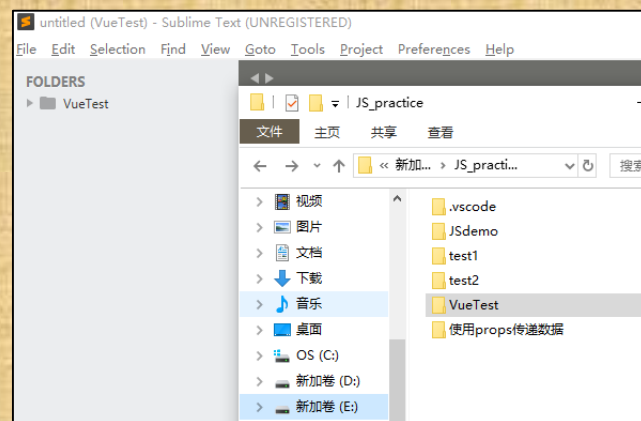 untitled (VueTest) - Sublime Text (UNREGISTERED)
File Edit Selection Find View Goto Tools Project Preferences Help
FOLDERS
VueTest
JS_practice
文件 主页 共享 查看
« 新加... › JS_practi... 搜索
视频
图片
文档
下载
音乐
桌面
OS (C:)
新加卷 (D:)
新加卷 (E:)
.vscode
JSdemo
test1
test2
VueTest
使用props传递数据